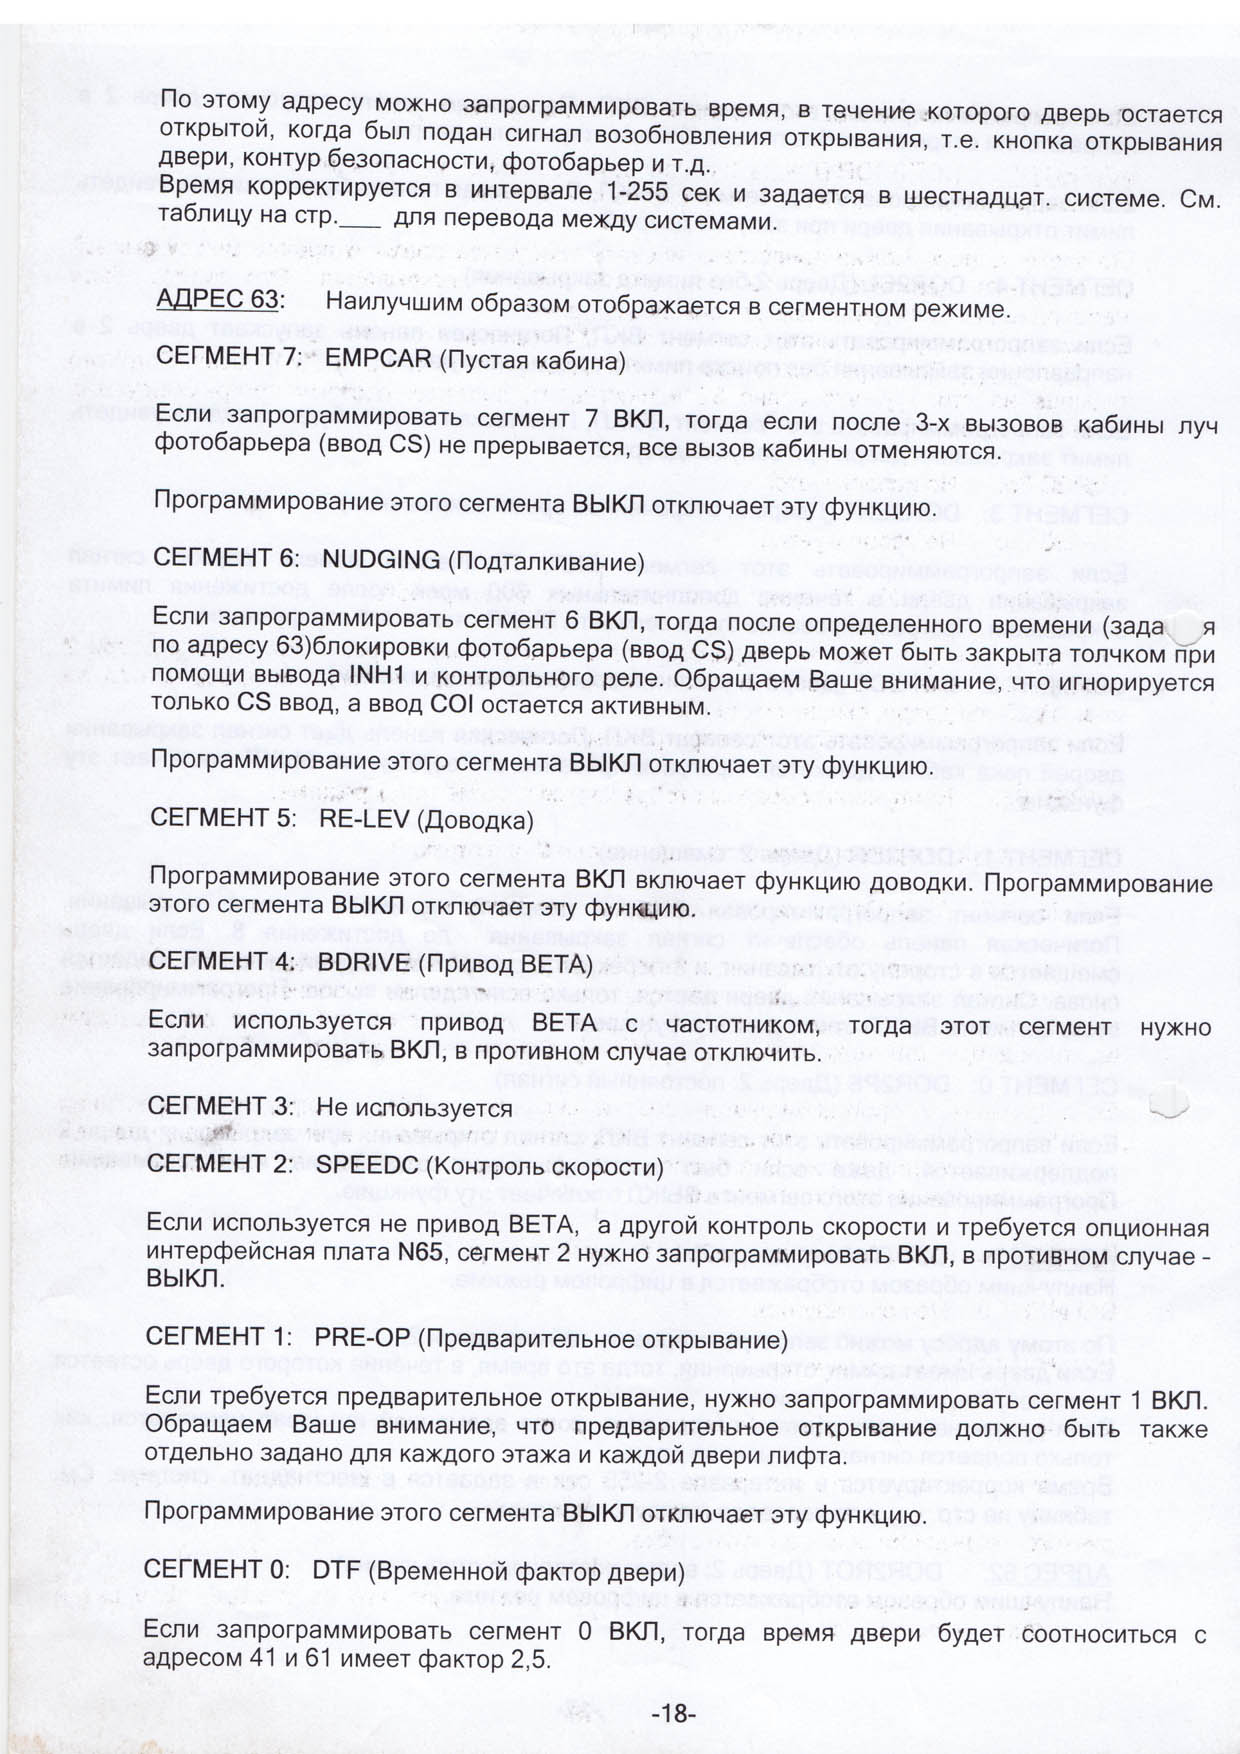 По этому адресу можно запрограммировать время, в течение которого дверь остается
открытой, когда был подан сигнал возобновления открывания, т.е. кнопка открывания
двери, контур безопасности, фотобарьер и т.д.
Время корректируется в интервале 1-255 сек и задается в шестнадцат. системе. См.
таблицу на стр.___ для перевода между системами.
АДРЕС 63: Наилучшим образом отображается в сегментном режиме.
СЕГМЕНТ 7: EMPCAR (Пустая кабина)
Если запрограммировать сегмент 7 ВКЛ, тогда если после 3-х вызовов кабины луч
фотобарьера (ввод CS) не прерывается, все вызов кабины отменяются.
Программирование этого сегмента ВЫКЛ отключает эту функцию.
СЕГМЕНТ 6: NUDGING (Подталкивание)
Если запрограммировать сегмент 6 ВКЛ, тогда после определенного времени (зада я
по адресу 63)блокировки фотобарьера (ввод CS) дверь может быть закрыта толчком при
помощи вывода INH1 и контрольного реле. Обращаем Ваше внимание, что игнорируется
только CS ввод, а ввод COI остается активным.
Программирование этого сегмента ВЫКЛ отключает эту функцию.
СЕГМЕНТ 5: RE-LEV (Доводка)
Программирование этого сегмента ВКЛ включает функцию доводки. Программирование
этого сегмента ВЫКЛ отключает эту функцию.
СЕГМЕНТ 4: BDRIVE (Привод BETA)
Если используется привод BETA с частотником, тогда этот сегмент нужно
запрограммировать ВКЛ, в противном случае отключить.
СЕГМЕНТ 3: Не используется
СЕГМЕНТ 2: SPEEDC (Контроль скорости)
Если используется не привод BETA, а другой контроль скорости и требуется опционная
интерфейсная плата N65, сегмент 2 нужно запрограммировать ВКЛ, в противном случае -
ВЫКЛ.
СЕГМЕНТ 1: PRE-OP (Предварительное открывание)
Если требуется предварительное открывание, нужно запрограммировать сегмент 1 ВКЛ.
обращаем Ваше внимание, что предварительное открывание должно быть также
отдельно задано для каждого этажа и каждой двери лифта.
Программирование этого сегмента ВЫКЛ отключает эту функцию.
СЕГМЕНТ 0: DTF (Временной фактор двери)
Если запрограммировать сегмент 0 ВКЛ, тогда время двери будет соотноситься с
адресом 41 и 61 имеет фактор 2,5.
-18-